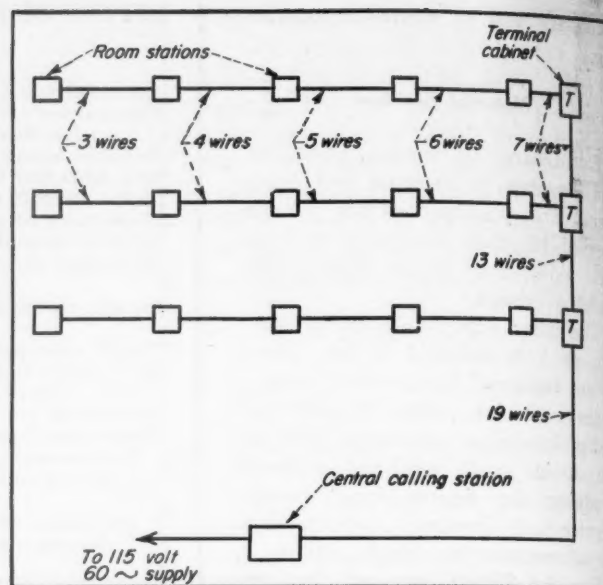 Room stations
Terminal
cabinet
T
3 wires
4 wires
5 wires
6 wires
7 wires
T
13 wires
T
19 wires
Central calling station
To 115 volt
60 ~ supply